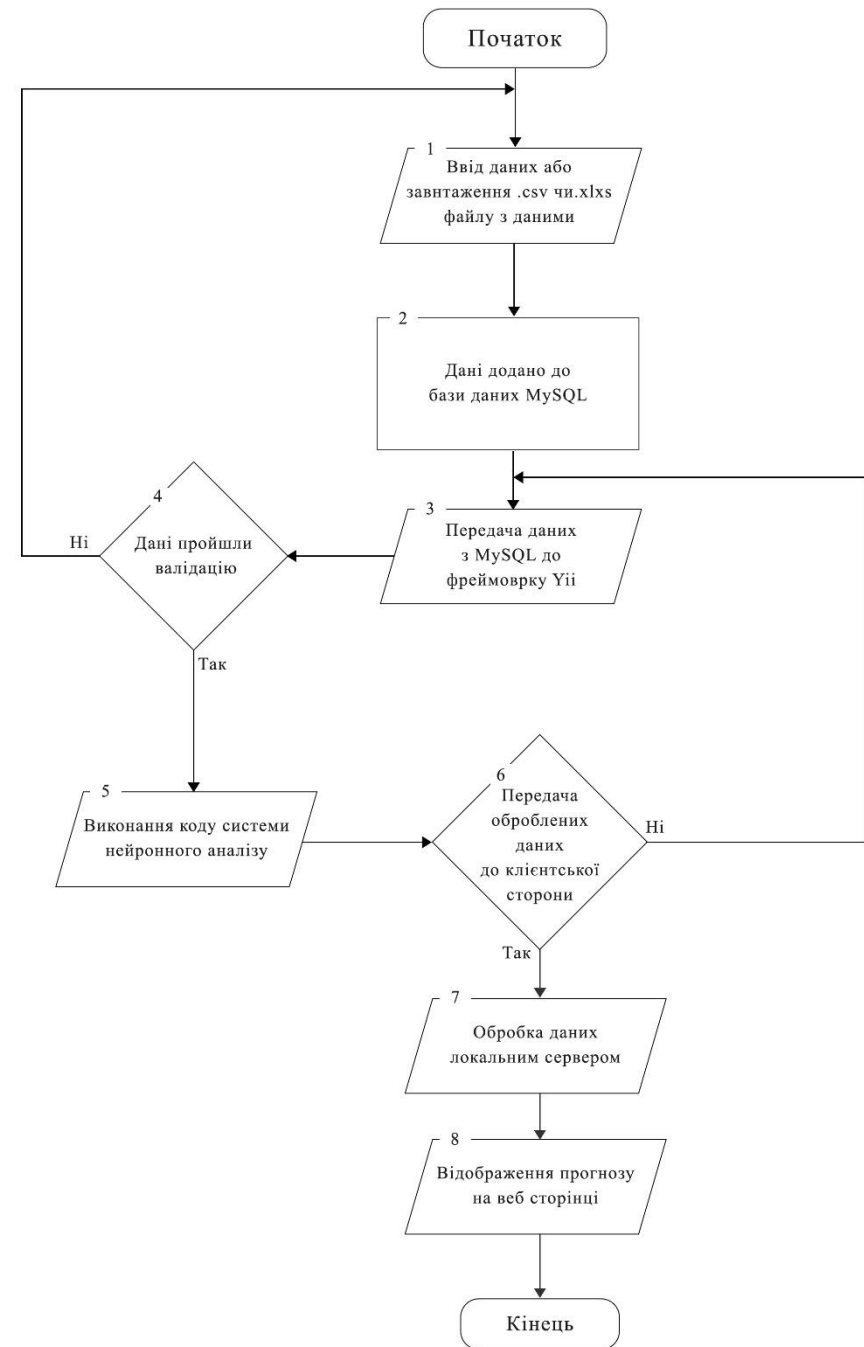 Початок
1
Ввід даних або
завнтаження .csv чи.xlxs
файлу з даними
2
Дані додано до
бази даних MySQL
3
Передача даних
з MySQL до
фреймоврку Yii
4
Дані пройшли
валідацію
Ні
Так
5
Виконання коду системи
нейронного аналізу
6
Передача
оброблених
даних
до клієнтської
сторони
Ні
Так
7
Обробка даних
локальним сервером
8
Відображення прогнозу
на веб сторінці
Кінець